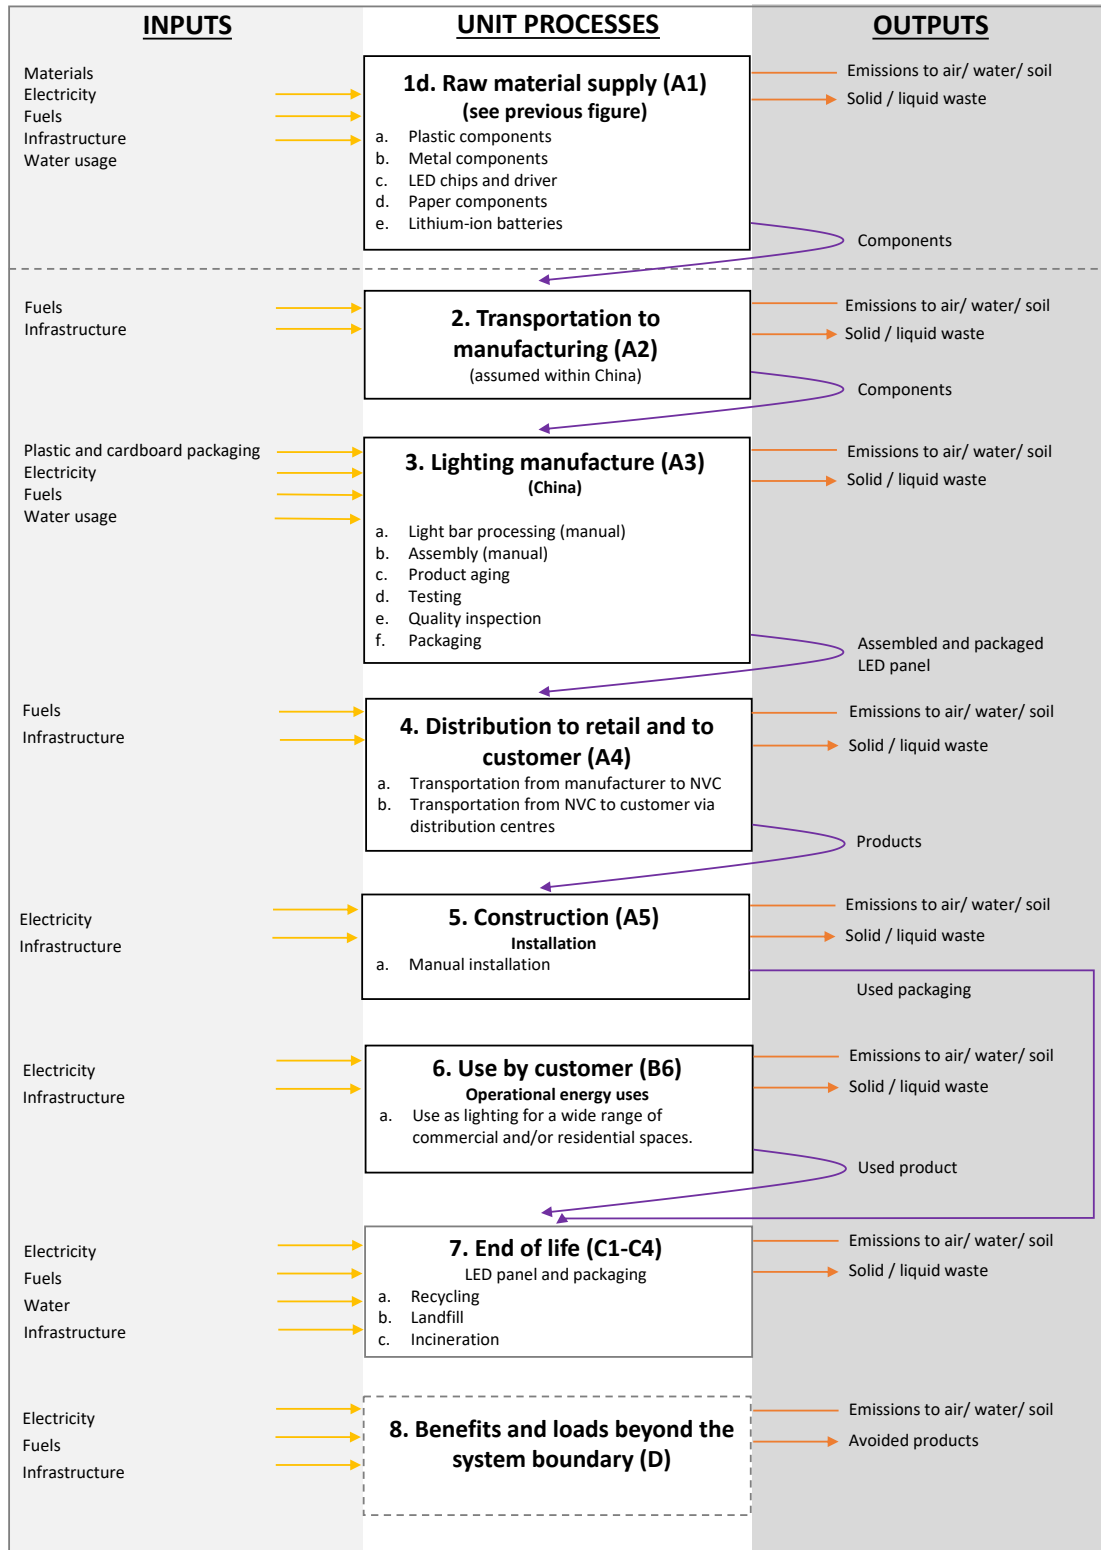 INPUTS
UNIT PROCESSES
OUTPUTS
Materials
Electricity
Fuels
Infrastructure
Water usage
1d. Raw material supply (A1)
(see previous figure)
a. Plastic components
b. Metal components
c. LED chips and driver
d. Paper components
e. Lithium-ion batteries
Emissions to air/ water/ soil
Solid / liquid waste
Components
Fuels
Infrastructure
2. Transportation to
manufacturing (A2)
(assumed within China)
Emissions to air/ water/ soil
Solid / liquid waste
Components
Plastic and cardboard packaging
Electricity
Fuels
Water usage
3. Lighting manufacture (A3)
(China)
a. Light bar processing (manual)
b. Assembly (manual)
c. Product aging
d. Testing
e. Quality inspection
f. Packaging
Emissions to air/ water/ soil
Solid / liquid waste
Assembled and packaged
LED panel
Fuels
Infrastructure
4. Distribution to retail and to
customer (A4)
a. Transportation from manufacturer to NVC
b. Transportation from NVC to customer via
distribution centres
Emissions to air/ water/ soil
Solid / liquid waste
Products
Electricity
Infrastructure
5. Construction (A5)
Installation
a. Manual installation
Emissions to air/ water/ soil
Solid / liquid waste
Used packaging
Electricity
Infrastructure
6. Use by customer (B6)
Operational energy uses
a. Use as lighting for a wide range of
commercial and/or residential spaces.
Emissions to air/ water/ soil
Solid / liquid waste
Used product
Electricity
Fuels
Water
Infrastructure
7. End of life (C1-C4)
LED panel and packaging
a. Recycling
b. Landfill
c. Incineration
Emissions to air/ water/ soil
Solid / liquid waste
Electricity
Fuels
Infrastructure
8. Benefits and loads beyond the
system boundary (D)
Emissions to air/ water/ soil
Avoided products